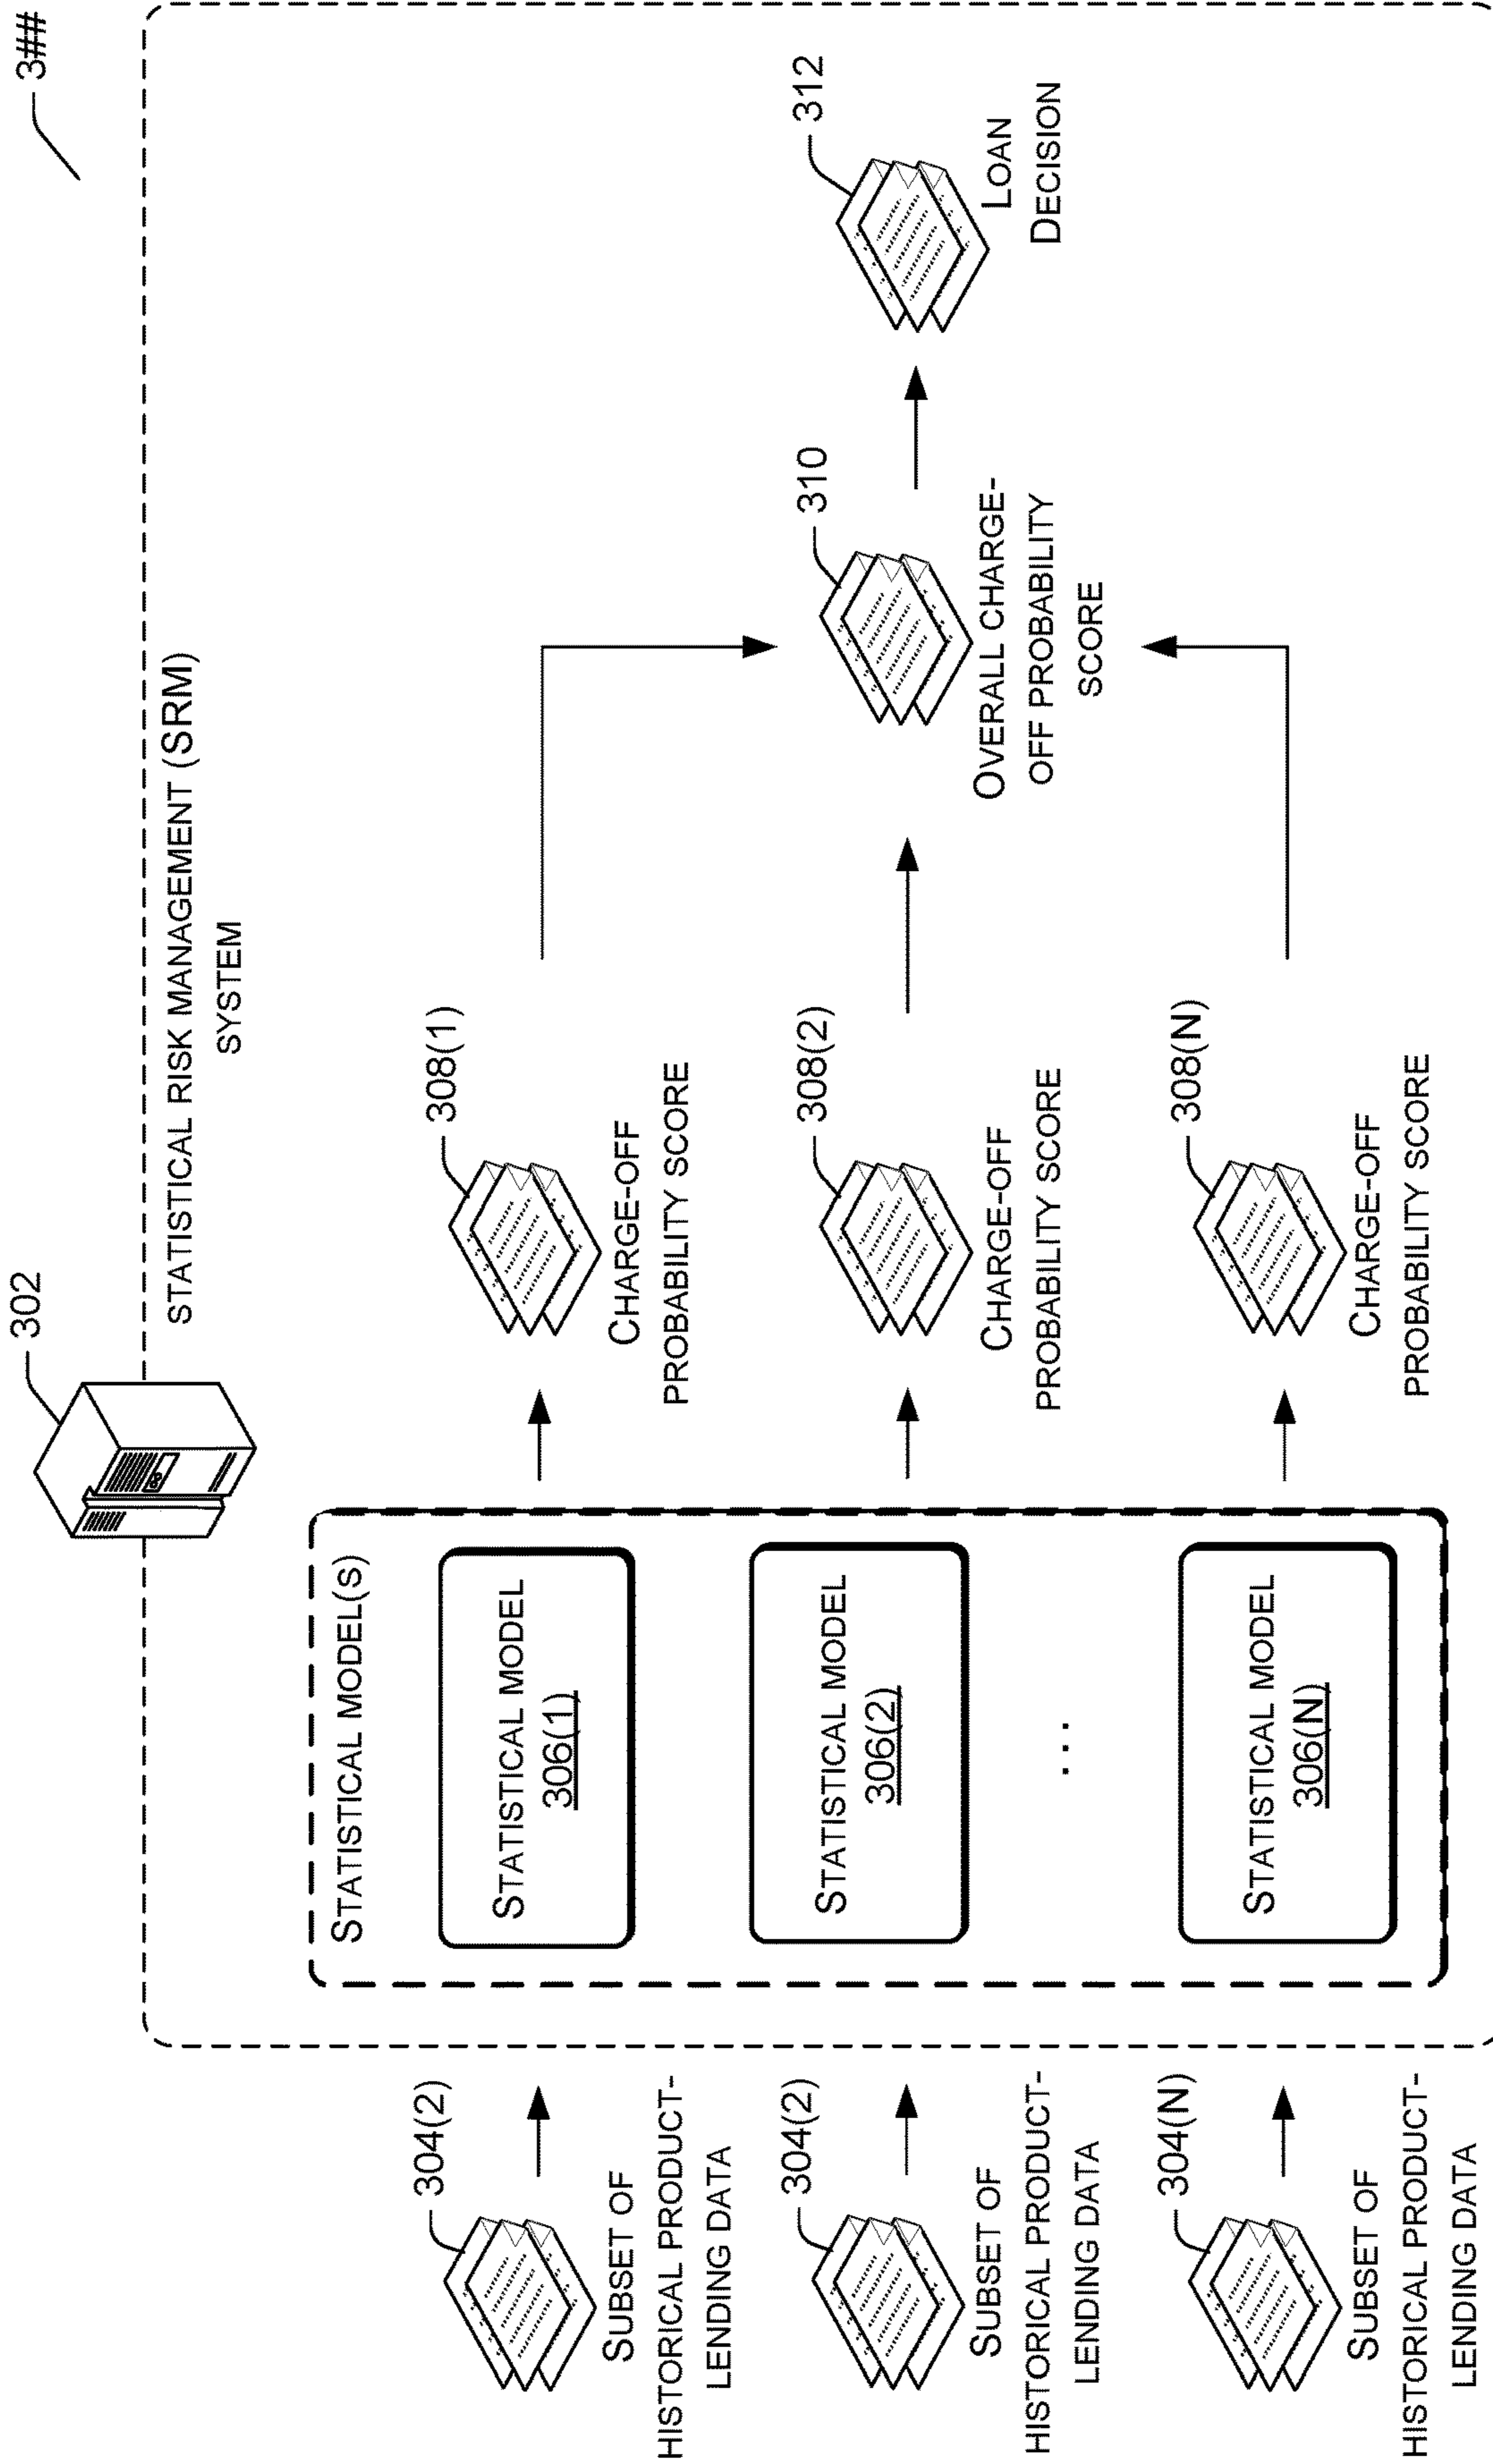 3##
302
STATISTICAL RISK MANAGEMENT (SRM)
SYSTEM
STATISTICAL MODEL(S)
304(2)
SUBSET OF
HISTORICAL PRODUCT-
LENDING DATA
STATISTICAL MODEL
306(1)
308(1)
CHARGE-OFF
PROBABILITY SCORE
304(2)
SUBSET OF
HISTORICAL PRODUCT-
LENDING DATA
STATISTICAL MODEL
306(2)
308(2)
CHARGE-OFF
PROBABILITY SCORE
310
OVERALL CHARGE-
OFF PROBABILITY
SCORE
312
LOAN
DECISION
...
304(N)
SUBSET OF
HISTORICAL PRODUCT-
LENDING DATA
STATISTICAL MODEL
306(N)
308(N)
CHARGE-OFF
PROBABILITY SCORE